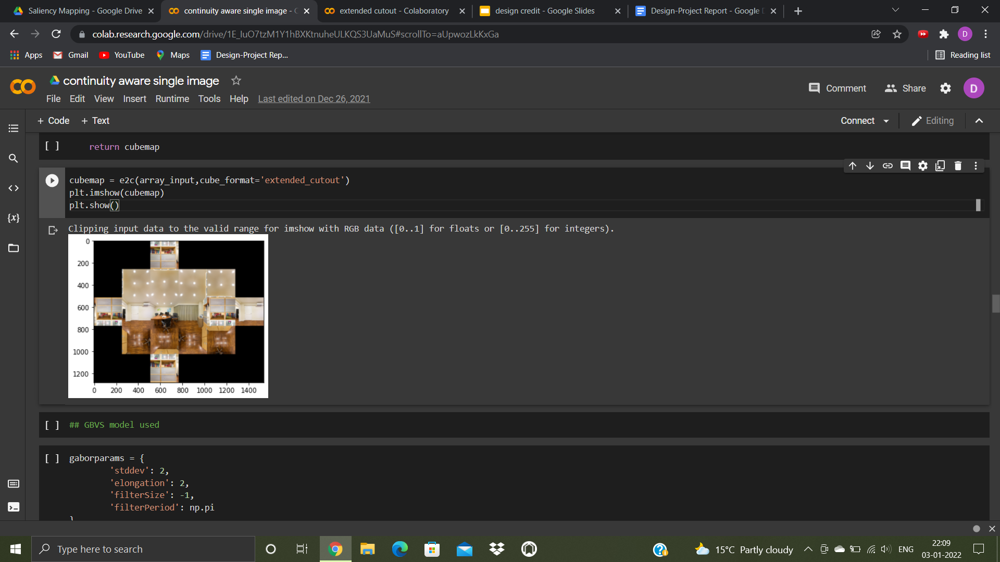 Saliency Mapping - Google Drive
continuity aware single image - C
extended cutout - Colaboratory
design credit - Google Slides
Design-Project Report - Google D
colab.research.google.com/drive/1E_IuO7tzM1Y1hBXKtnuheULKQS3UaMuS#scrollTo=aUpwozLkKxGa
D
Apps Gmail YouTube Maps Design-Project Rep... Reading list
continuity aware single image
Comment Share D
File Edit View Insert Runtime Tools Help Last edited on Dec 26, 2021
+ Code + Text Connect Editing
[ ] return cubemap
cubemap = e2c(array_input,cube_format='extended_cutout')
plt.imshow(cubemap)
plt.show()
{x}
Clipping input data to the valid range for imshow with RGB data ([0..1] for floats or [0..255] for integers).
0
200
400
600
800
1000
1200
0 200 400 600 800 1000 1200 1400
[ ] ## GBVS model used
[ ] gaborparams = {
'stddev': 2,
'elongation': 2,
'filterSize': -1,
'filterPeriod': np.pi
}
Type here to search
15°C Partly cloudy
ENG
22:09
03-01-2022